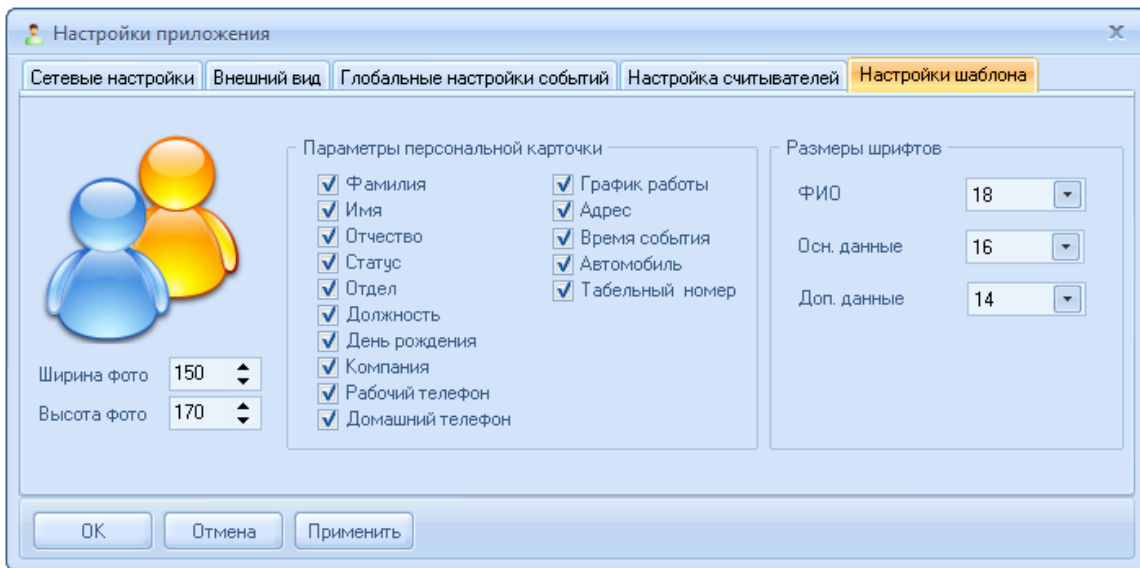 Настройки приложения
Сетевые настройки Внешний вид Глобальные настройки событий Настройка считывателей Настройки шаблона
Ширина фото 150
Высота фото 170
Параметры персональной карточки
Фамилия
Имя
Отчество
Статус
Отдел
Должность
День рождения
Компания
Рабочий телефон
Домашний телефон
График работы
Адрес
Время события
Автомобиль
Табельный номер
Размеры шрифтов
ФИО 18
Осн. данные 16
Доп. данные 14
OK Отмена Применить